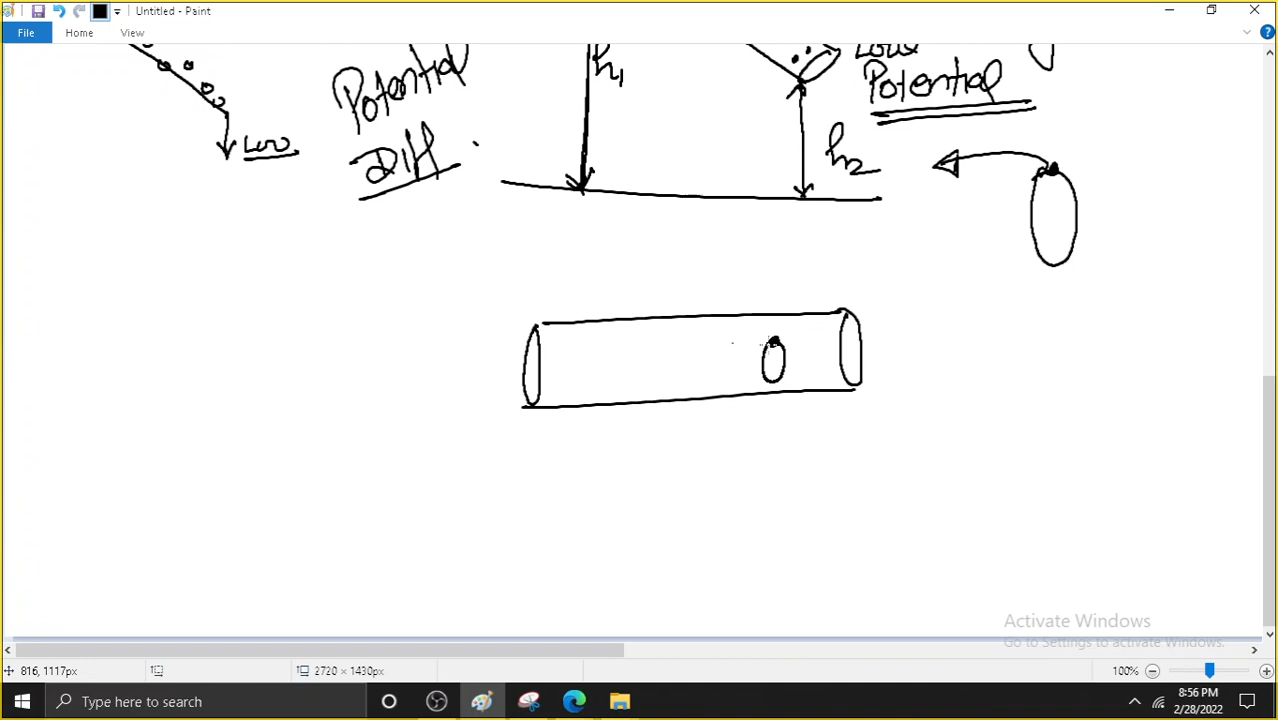 Untitled - Paint
File Home View
h₁
Low
Potential
Potential
Diff
Low
h₂
Activate Windows
Go to Settings to activate Windows.
816, 1117px
2720 × 1430px
100%
Type here to search
8:56 PM
2/28/2022